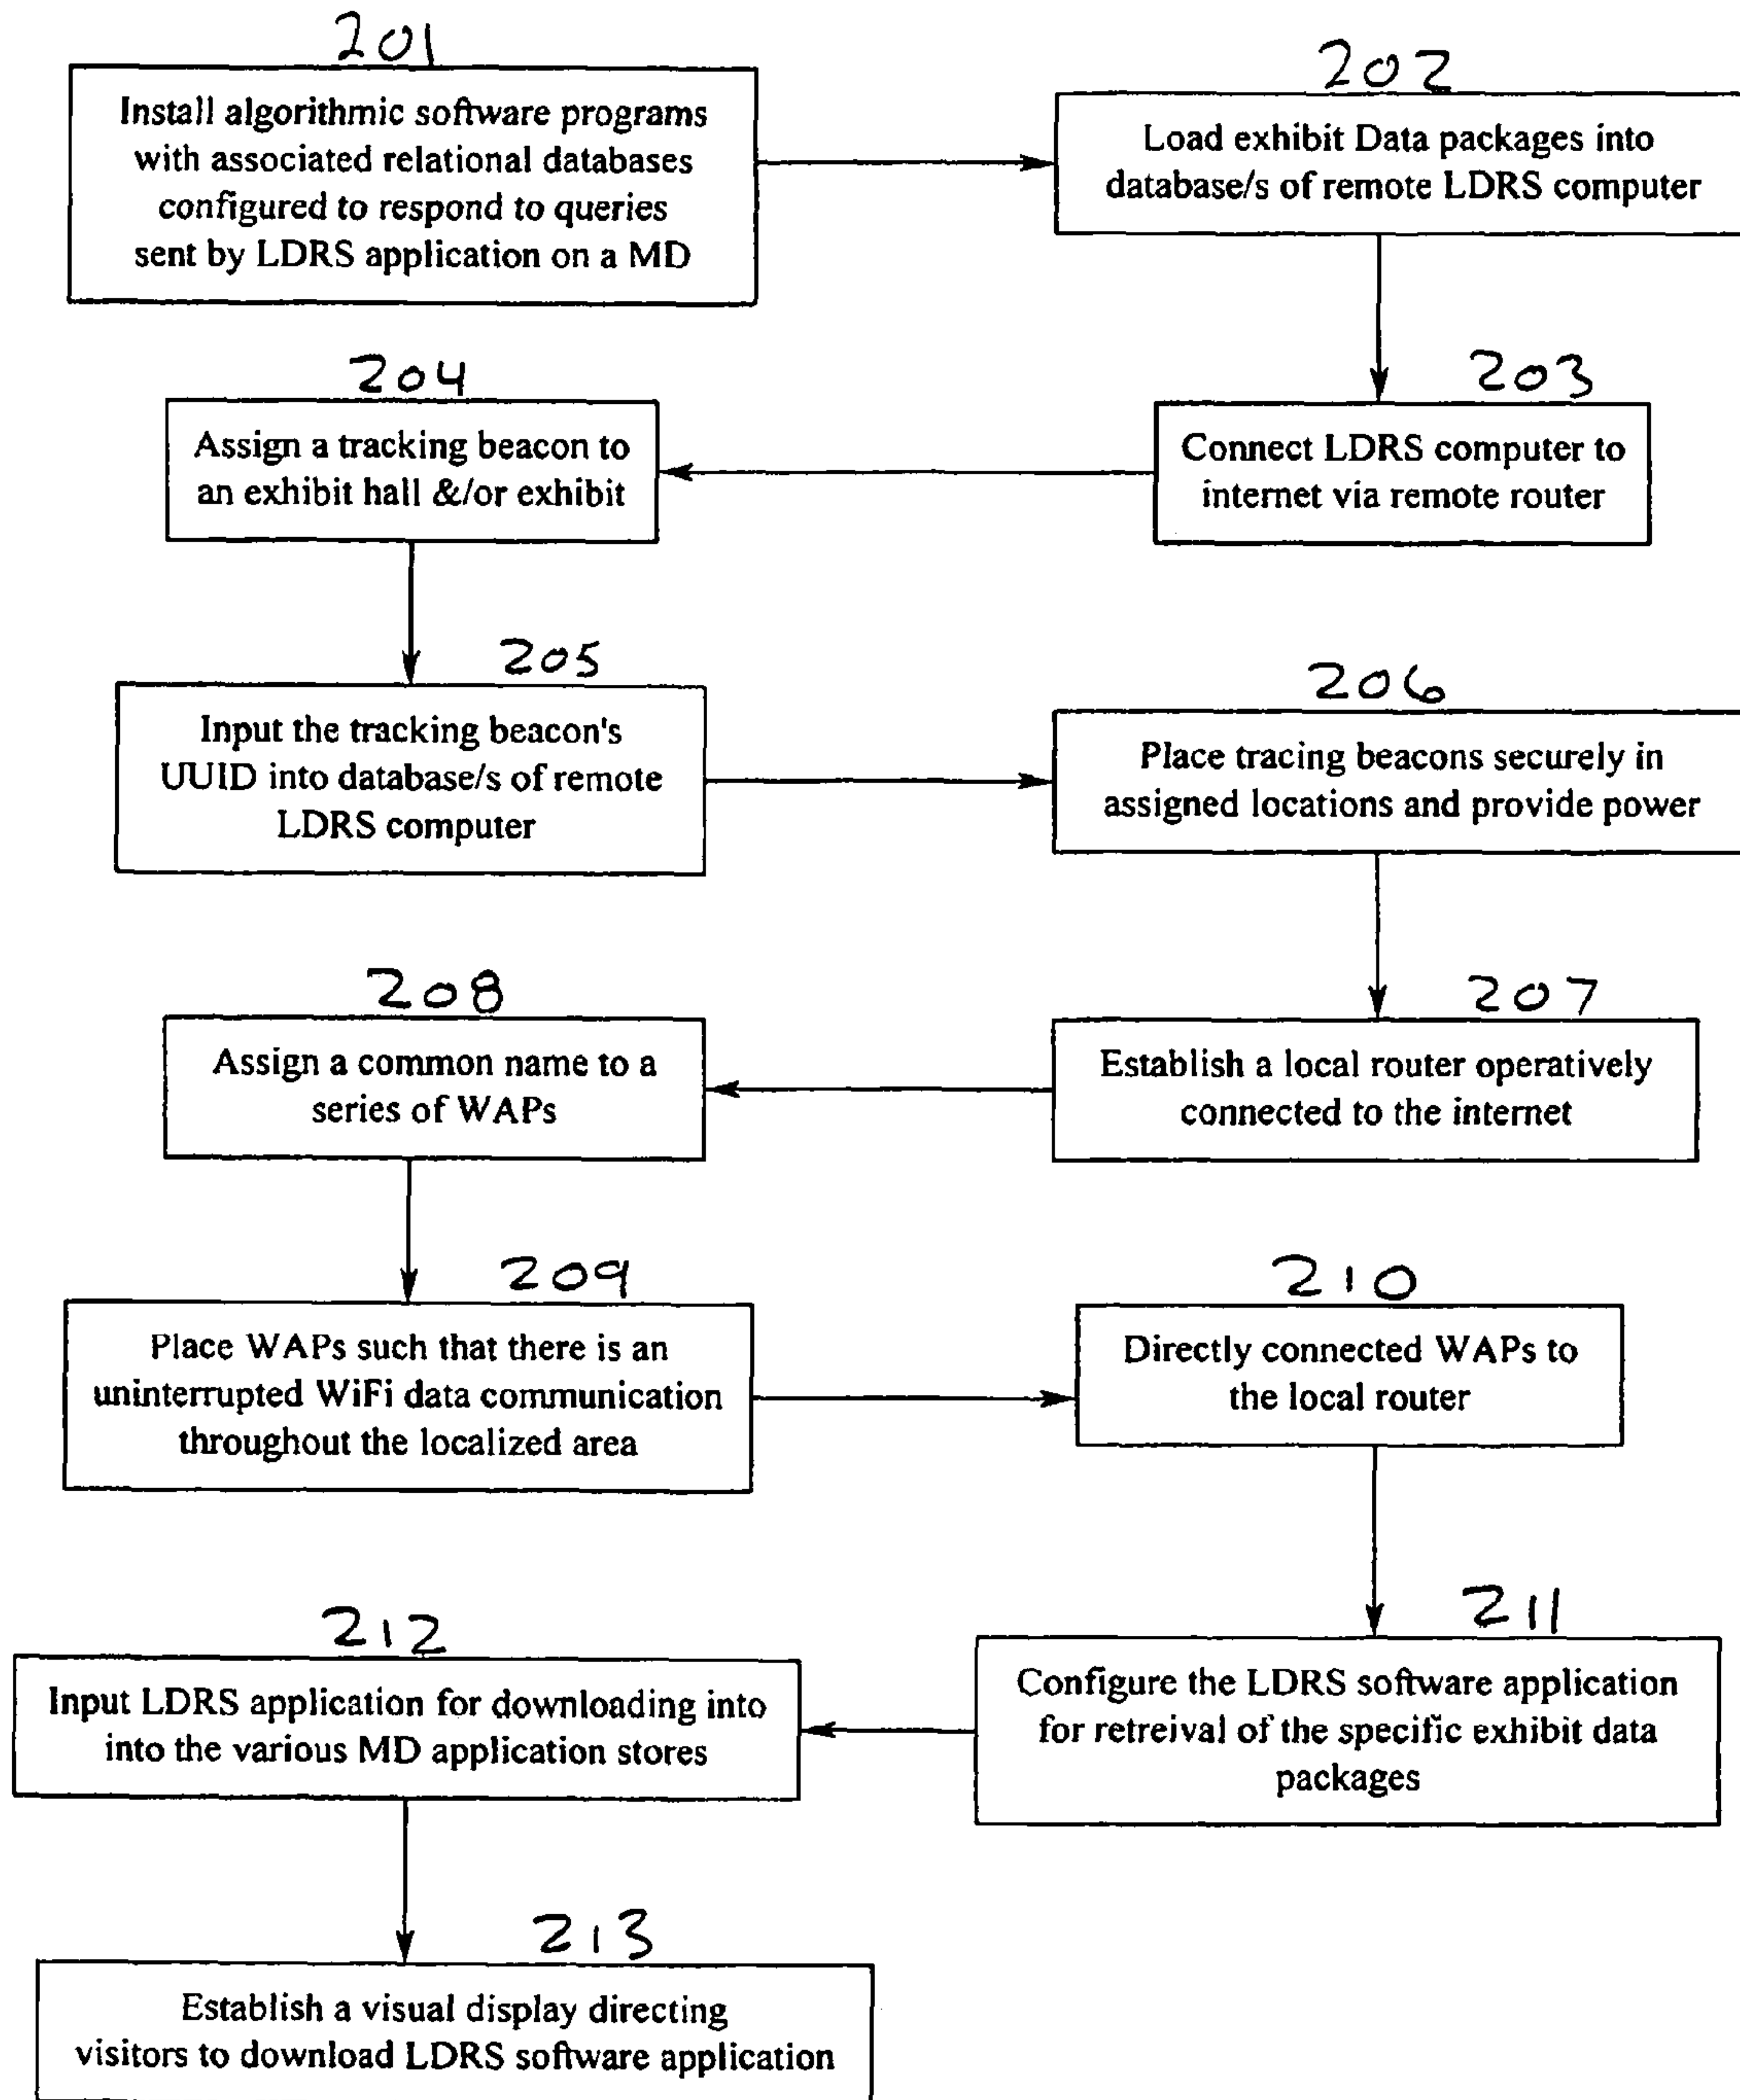 201
Install algorithmic software programs
with associated relational databases
configured to respond to queries
sent by LDRS application on a MD
202
Load exhibit Data packages into
database/s of remote LDRS computer
203
Connect LDRS computer to
internet via remote router
204
Assign a tracking beacon to
an exhibit hall &/or exhibit
205
Input the tracking beacon's
UUID into database/s of remote
LDRS computer
206
Place tracing beacons securely in
assigned locations and provide power
207
Establish a local router operatively
connected to the internet
208
Assign a common name to a
series of WAPs
209
Place WAPs such that there is an
uninterrupted WiFi data communication
throughout the localized area
210
Directly connected WAPs to
the local router
211
Configure the LDRS software application
for retreival of the specific exhibit data
packages
212
Input LDRS application for downloading into
into the various MD application stores
213
Establish a visual display directing
visitors to download LDRS software application